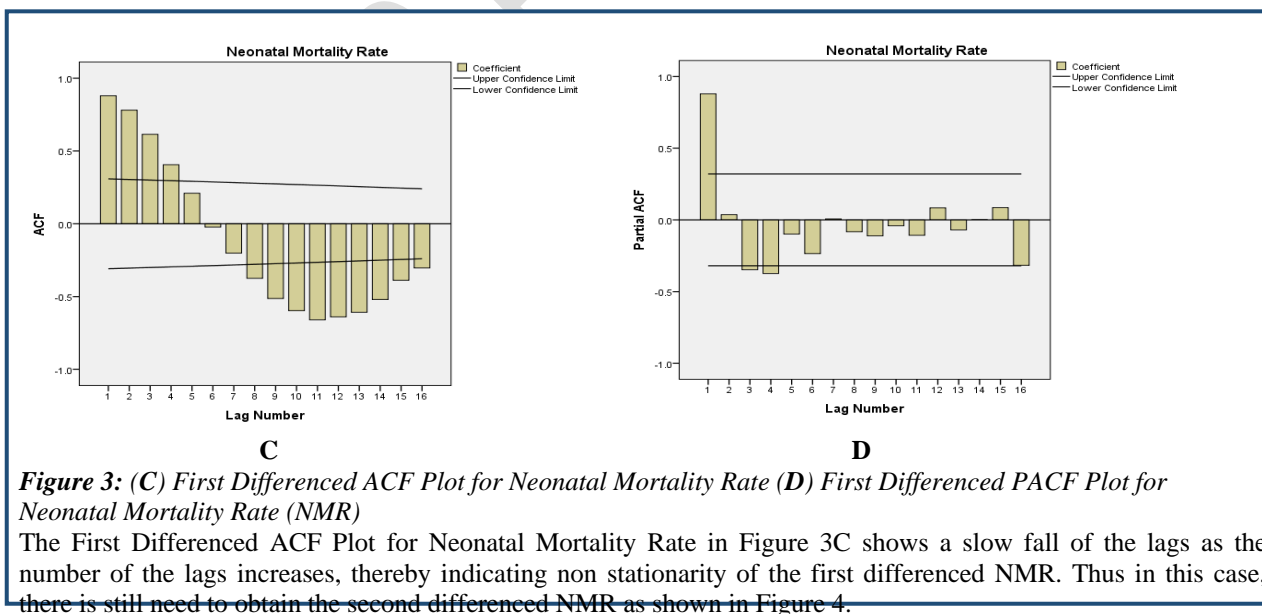 Neonatal Mortality Rate
Coefficient
Upper Confidence Limit
Lower Confidence Limit
1.0
0.5
0.0
-0.5
-1.0
ACF
1 2 3 4 5 6 7 8 9 10 11 12 13 14 15 16
Lag Number
C
Neonatal Mortality Rate
Coefficient
Upper Confidence Limit
Lower Confidence Limit
1.0
0.5
0.0
-0.5
-1.0
Partial ACF
1 2 3 4 5 6 7 8 9 10 11 12 13 14 15 16
Lag Number
D
Figure 3: (C) First Differenced ACF Plot for Neonatal Mortality Rate (D) First Differenced PACF Plot for
Neonatal Mortality Rate (NMR)
The First Differenced ACF Plot for Neonatal Mortality Rate in Figure 3C shows a slow fall of the lags as the
number of the lags increases, thereby indicating non stationarity of the first differenced NMR. Thus in this case,
there is still need to obtain the second differenced NMR as shown in Figure 4.